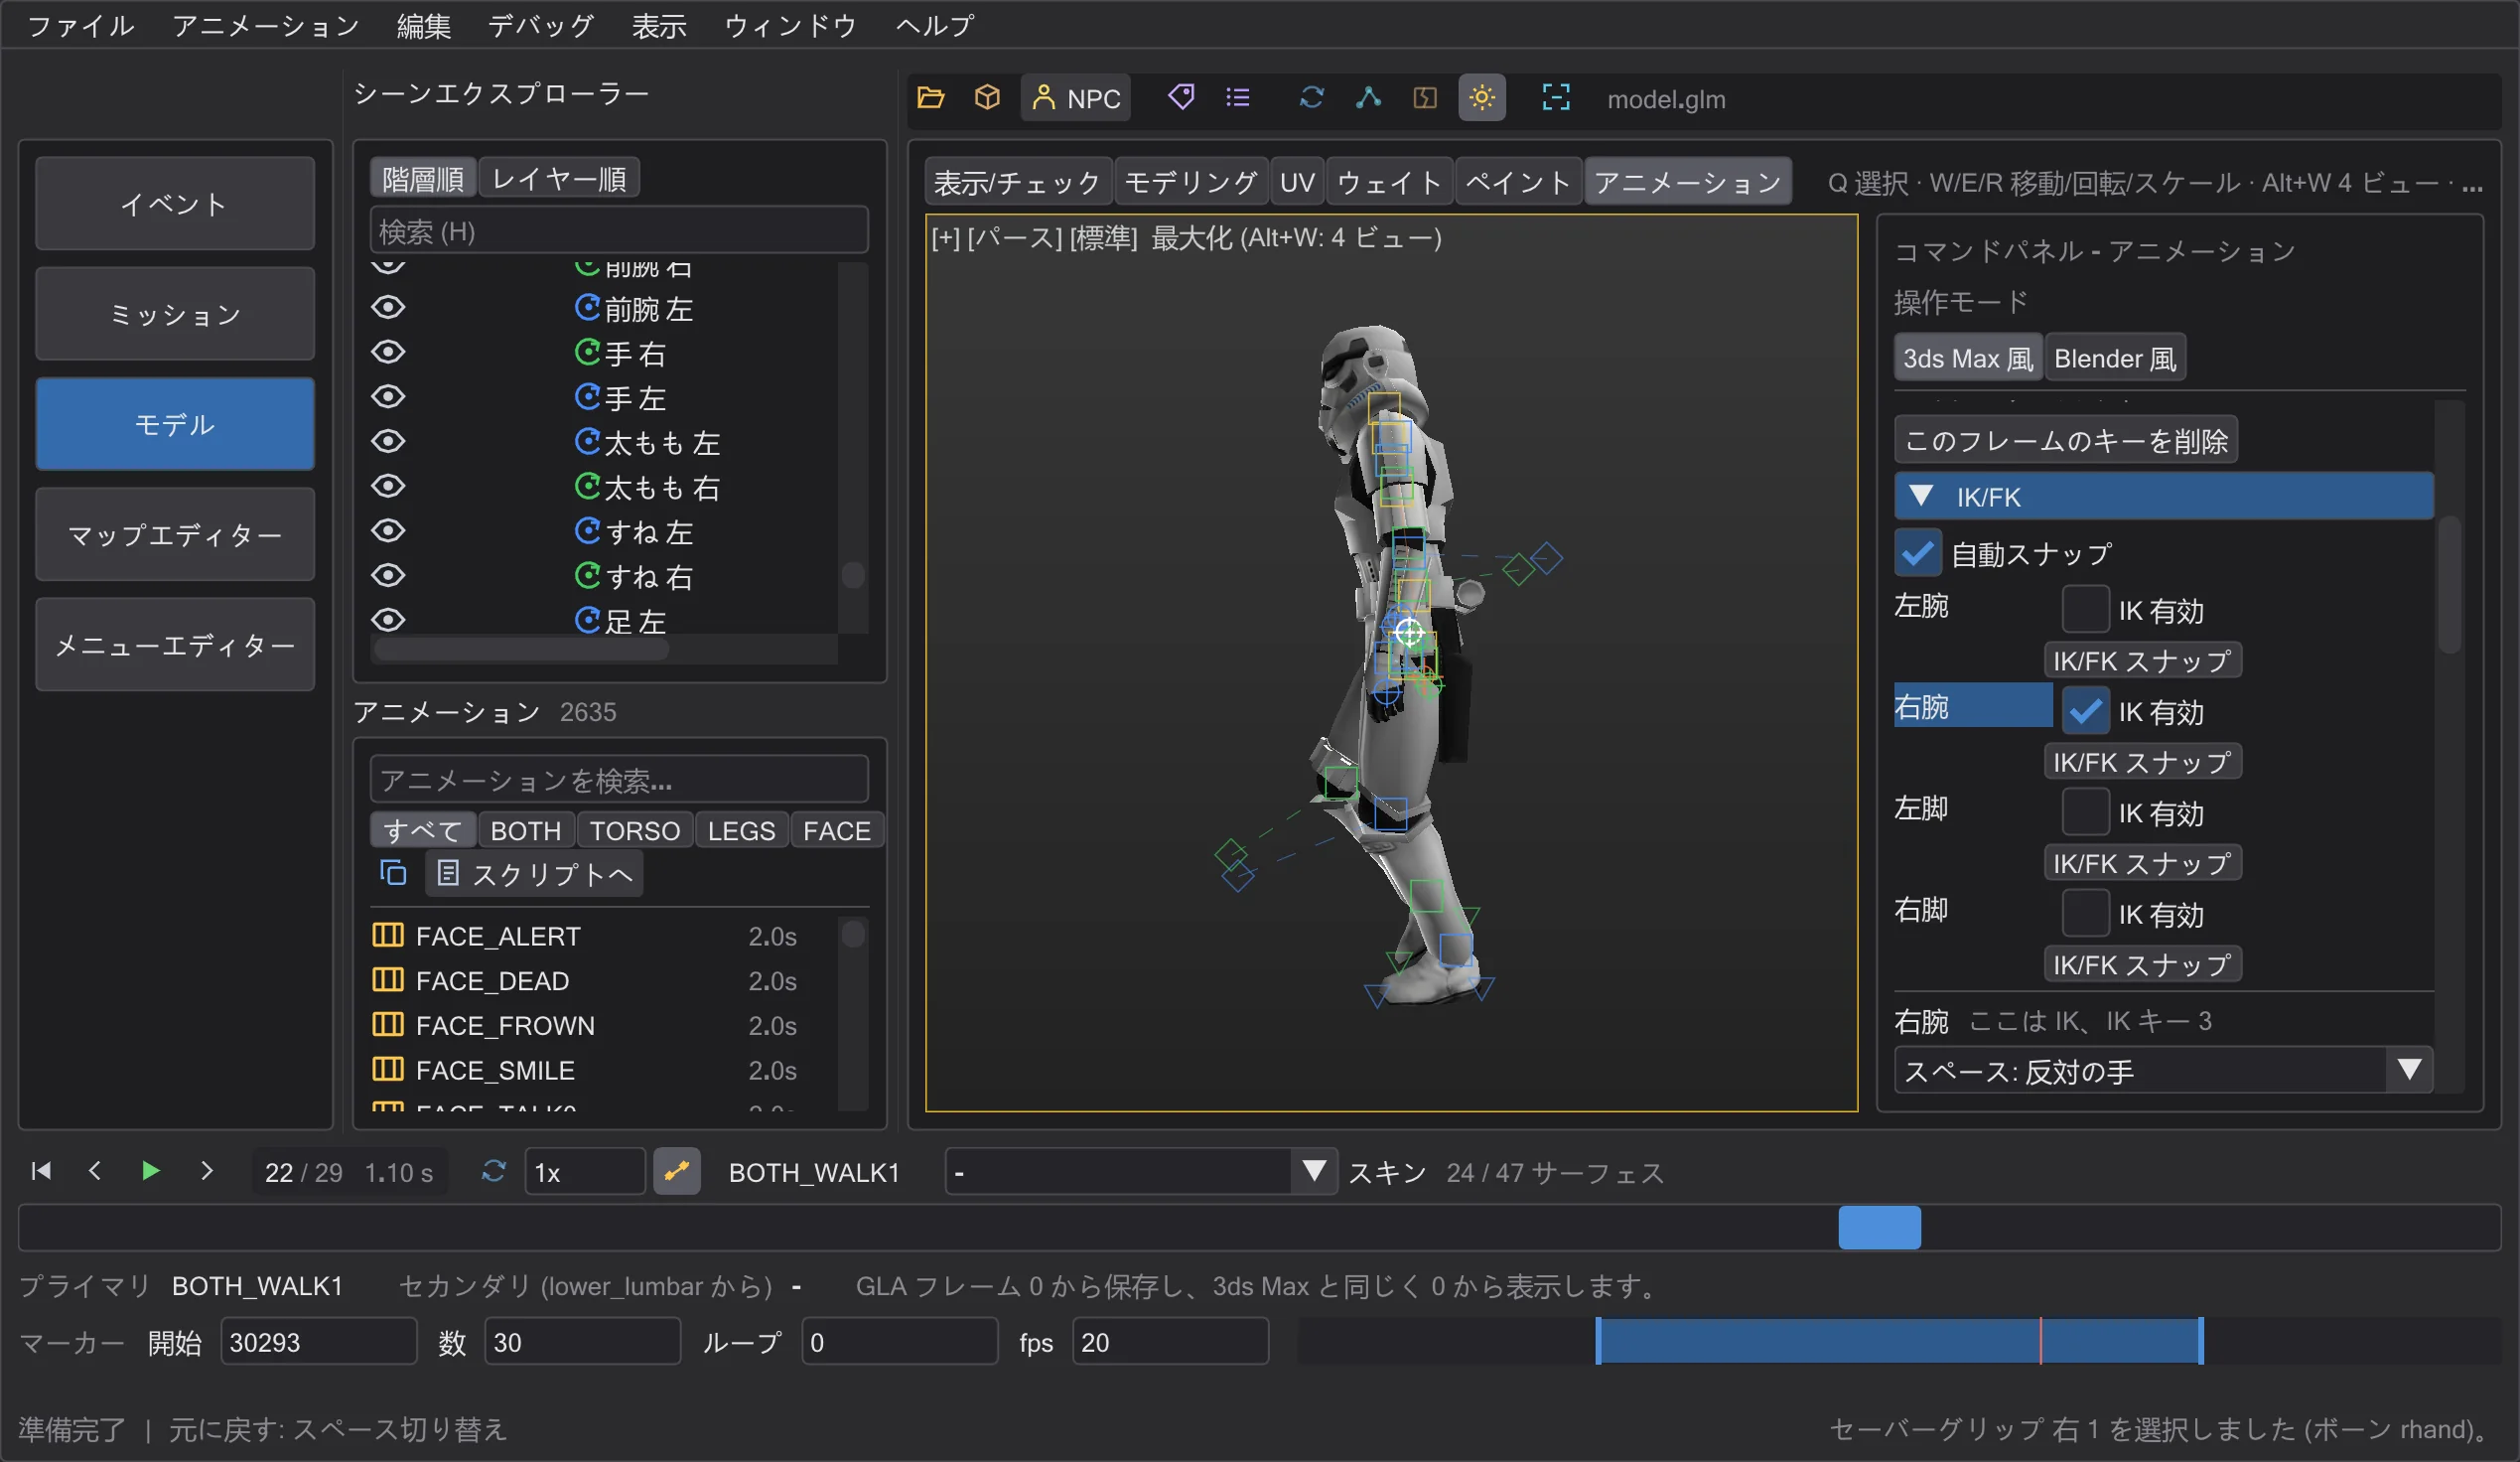 ファイル アニメーション 編集 デバッグ 表示 ウィンドウ ヘルプ
イベント
ミッション
モデル
マップエディター
メニューエディター
シーンエクスプローラー
階層順 レイヤー順
検索 (H)
前腕 右
前腕 左
手 右
手 左
太もも 左
太もも 右
すね 左
すね 右
足 左
アニメーション 2635
アニメーションを検索...
すべて BOTH TORSO LEGS FACE
スクリプトへ
FACE_ALERT 2.0s
FACE_DEAD 2.0s
FACE_FROWN 2.0s
FACE_SMILE 2.0s
NPC model.glm
表示/チェック モデリング UV ウェイト ペイント アニメーション Q 選択 · W/E/R 移動/回転/スケール · Alt+W 4 ビュー · ...
[+] [パース] [標準] 最大化 (Alt+W: 4 ビュー)
コマンドパネル - アニメーション
操作モード
3ds Max 風 Blender 風
このフレームのキーを削除
IK/FK
自動スナップ
左腕 IK 有効
IK/FK スナップ
右腕 IK 有効
IK/FK スナップ
左脚 IK 有効
IK/FK スナップ
右脚 IK 有効
IK/FK スナップ
右腕 ここは IK、IK キー 3
スペース: 反対の手
22 / 29 1.10 s 1x BOTH_WALK1 - スキン 24 / 47 サーフェス
プライマリ BOTH_WALK1 セカンダリ (lower_lumbar から) - GLA フレーム 0 から保存し、3ds Max と同じく 0 から表示します。
マーカー 開始 30293 数 30 ループ 0 fps 20
準備完了 | 元に戻す: スペース切り替え
セーバーグリップ 右 1 を選択しました (ボーン rhand)。